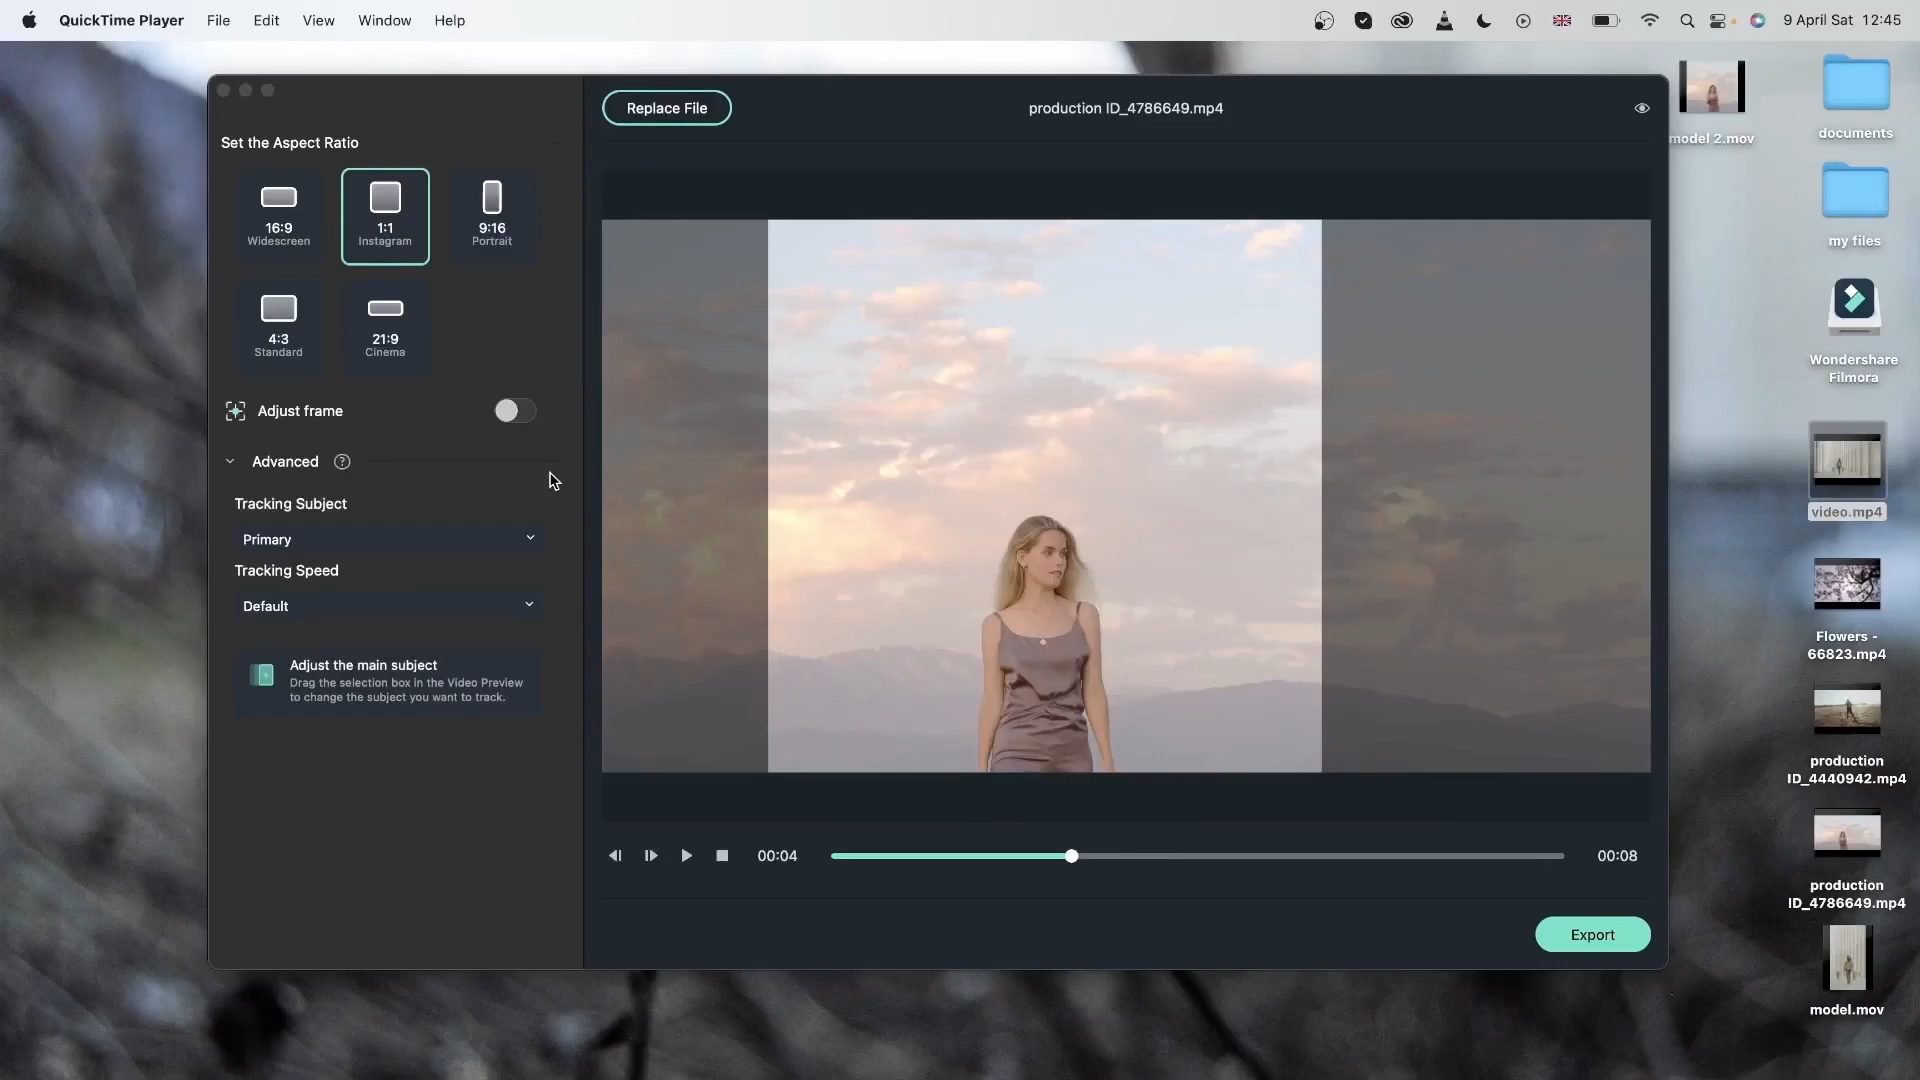 QuickTime Player File Edit View Window Help
9 April Sat 12:45
Replace File
production ID_4786649.mp4
Set the Aspect Ratio
16:9
Widescreen
1:1
Instagram
9:16
Portrait
4:3
Standard
21:9
Cinema
Adjust frame
Advanced ?
Tracking Subject
Primary
Tracking Speed
Default
Adjust the main subject
Drag the selection box in the Video Preview
to change the subject you want to track.
00:04
00:08
Export
model 2.mov
documents
my files
Wondershare
Filmora
video.mp4
Flowers -
66823.mp4
production
ID_4440942.mp4
production
ID_4786649.mp4
model.mov